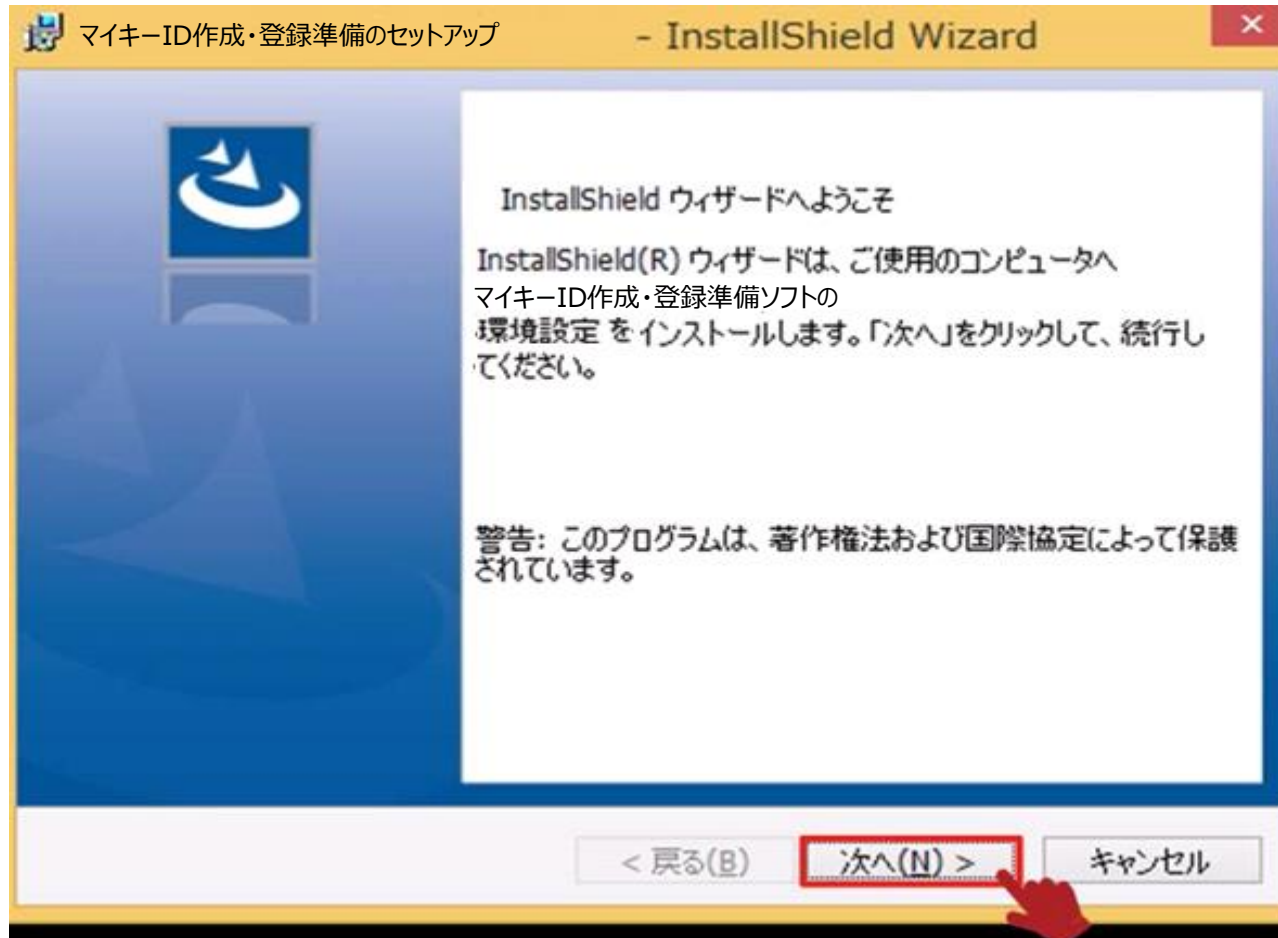 マイキーID作成・登録準備のセットアップ - InstallShield Wizard
InstallShield ウィザードへようこそ
InstallShield(R) ウィザードは、ご使用のコンピュータへ
マイキーID作成・登録準備ソフトの
環境設定 をインストールします。「次へ」をクリックして、続行し
てください。
警告: このプログラムは、著作権法および国際協定によって保護
されています。
< 戻る(B) 次へ(N) > キャンセル